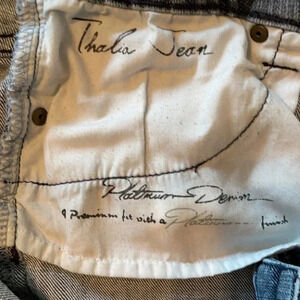 Thalia Jean
Platinum Denim
A Premium fit with a Platinum finish